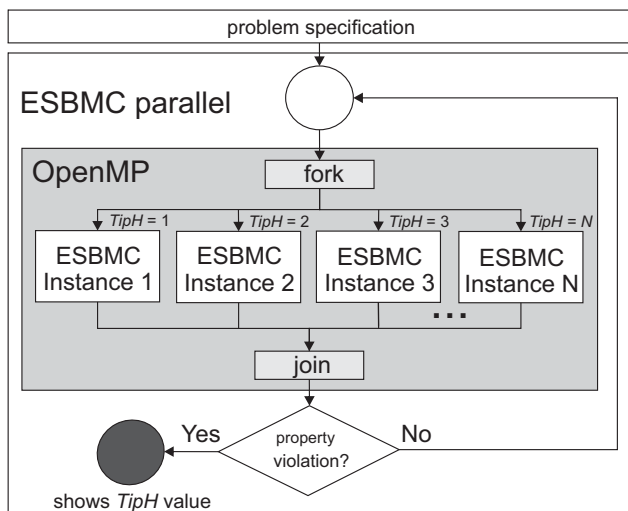 problem specification
ESBMC parallel
OpenMP
fork
TipH = 1
TipH = 2
TipH = 3
TipH = N
ESBMC
Instance 1
ESBMC
Instance 2
ESBMC
Instance 3
ESBMC
Instance N
...
join
Yes
property
violation?
No
shows TipH value